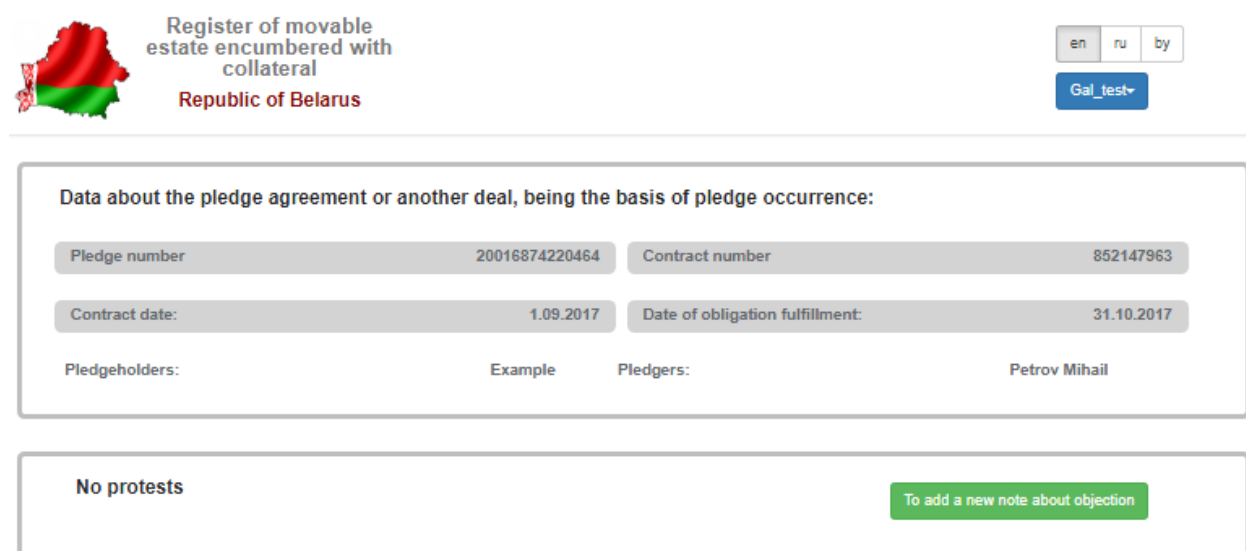 Register of movable
estate encumbered with
collateral
Republic of Belarus
en ru by
Gal_test
Data about the pledge agreement or another deal, being the basis of pledge occurrence:
Pledge number 20016874220464 Contract number 852147963
Contract date: 1.09.2017 Date of obligation fulfillment: 31.10.2017
Pledgeholders: Example Pledgers: Petrov Mihail
No protests
To add a new note about objection